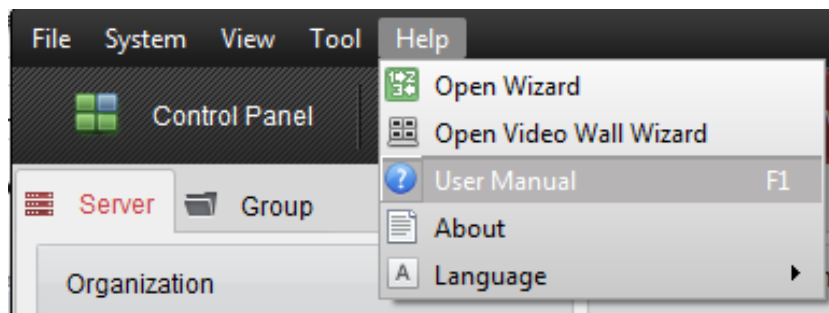 File System View Tool Help
Open Wizard
Control Panel
Open Video Wall Wizard
User Manual F1
Server Group
About
Organization
Language